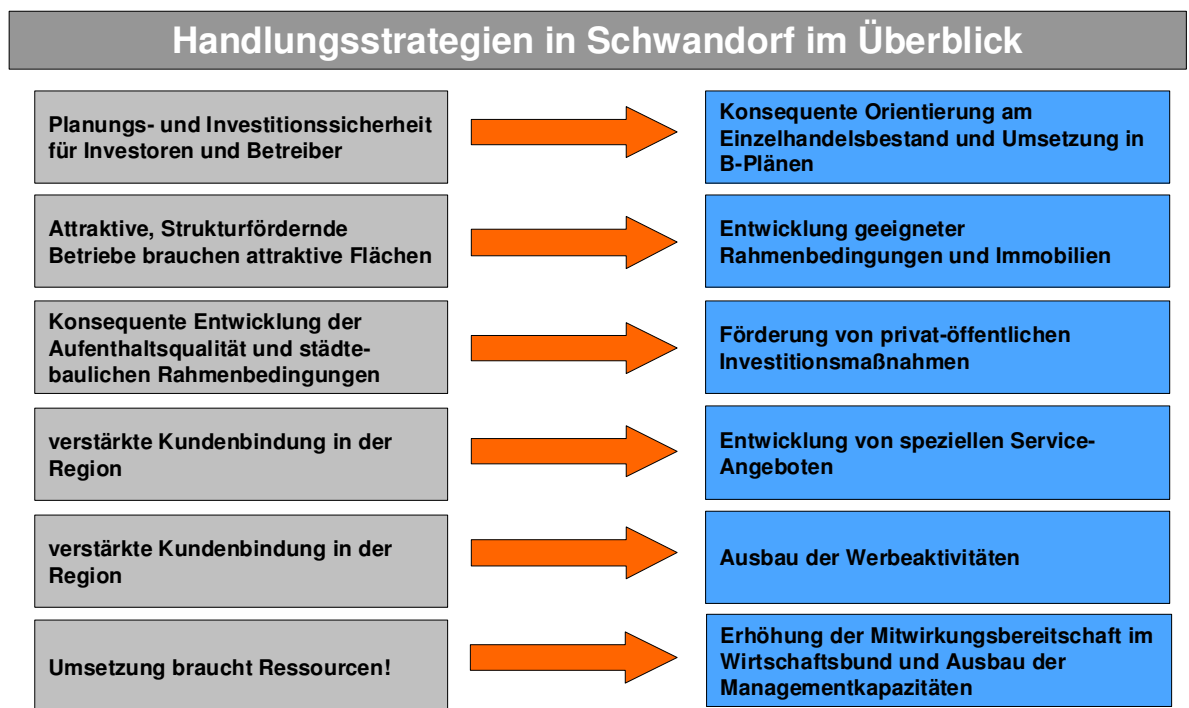 Handlungsstrategien in Schwandorf im Überblick
Planungs- und Investitionssicherheit
für Investoren und Betreiber
Konsequente Orientierung am
Einzelhandelsbestand und Umsetzung in
B-Plänen
Attraktive, Strukturfördernde
Betriebe brauchen attraktive Flächen
Entwicklung geeigneter
Rahmenbedingungen und Immobilien
Konsequente Entwicklung der
Aufenthaltsqualität und städte-
baulichen Rahmenbedingungen
Förderung von privat-öffentlichen
Investitionsmaßnahmen
verstärkte Kundenbindung in der
Region
Entwicklung von speziellen Service-
Angeboten
verstärkte Kundenbindung in der
Region
Ausbau der Werbeaktivitäten
Umsetzung braucht Ressourcen!
Erhöhung der Mitwirkungsbereitschaft im
Wirtschaftsbund und Ausbau der
Managementkapazitäten